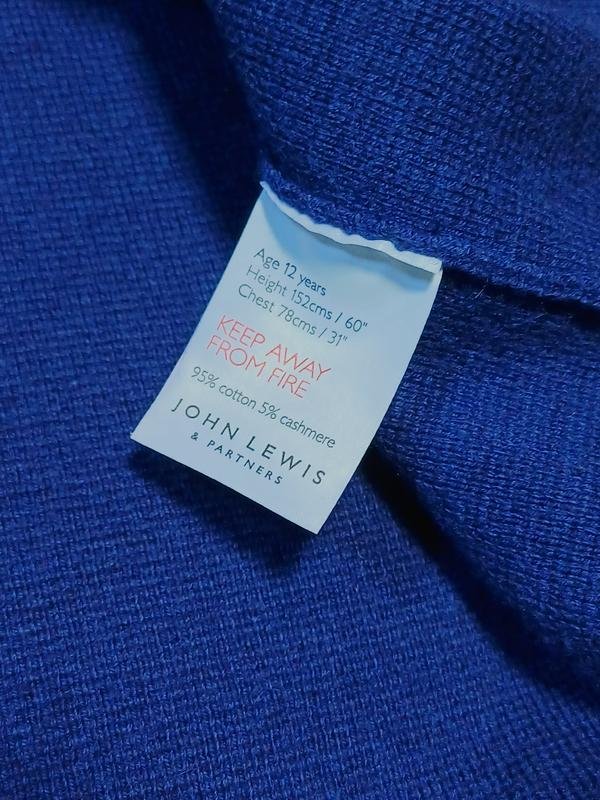 Age 12 years
Height 152cms / 60"
Chest 78cms / 31"
KEEP AWAY
FROM FIRE
95% cotton 5% cashmere
JOHN LEWIS
& PARTNERS